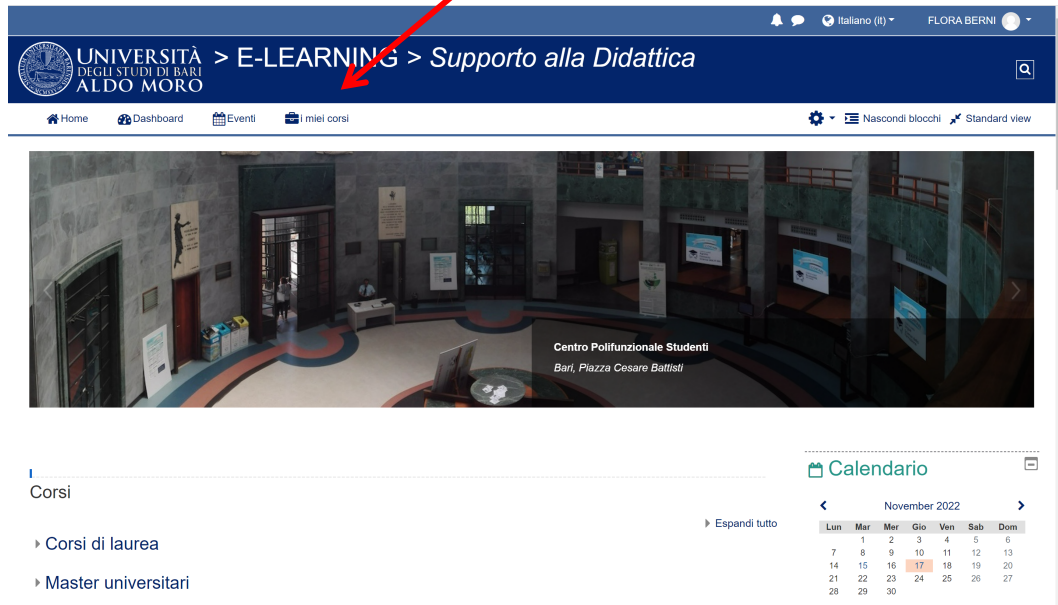 Italiano (it)
FLORA BERNI
UNIVERSITÀ
DEGLI STUDI DI BARI
ALDO MORO
> E-LEARNING > Supporto alla Didattica
Home
Dashboard
Eventi
i miei corsi
Nascondi blocchi
Standard view
Centro Polifunzionale Studenti
Bari, Piazza Cesare Battisti
Corsi
Espandi tutto
Corsi di laurea
Master universitari
Calendario
November 2022
Lun Mar Mer Gio Ven Sab Dom
1 2 3 4 5 6
7 8 9 10 11 12 13
14 15 16 17 18 19 20
21 22 23 24 25 26 27
28 29 30